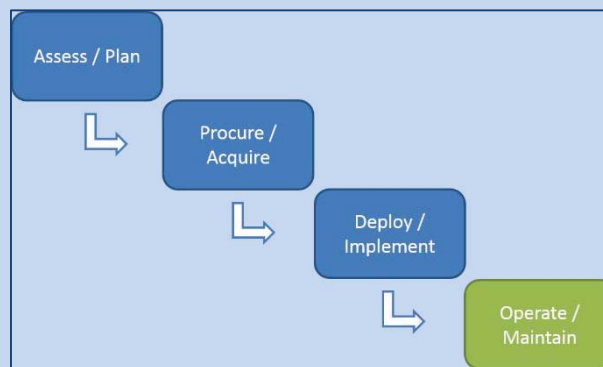 Assess / Plan
Procure /
Acquire
Deploy /
Implement
Operate /
Maintain